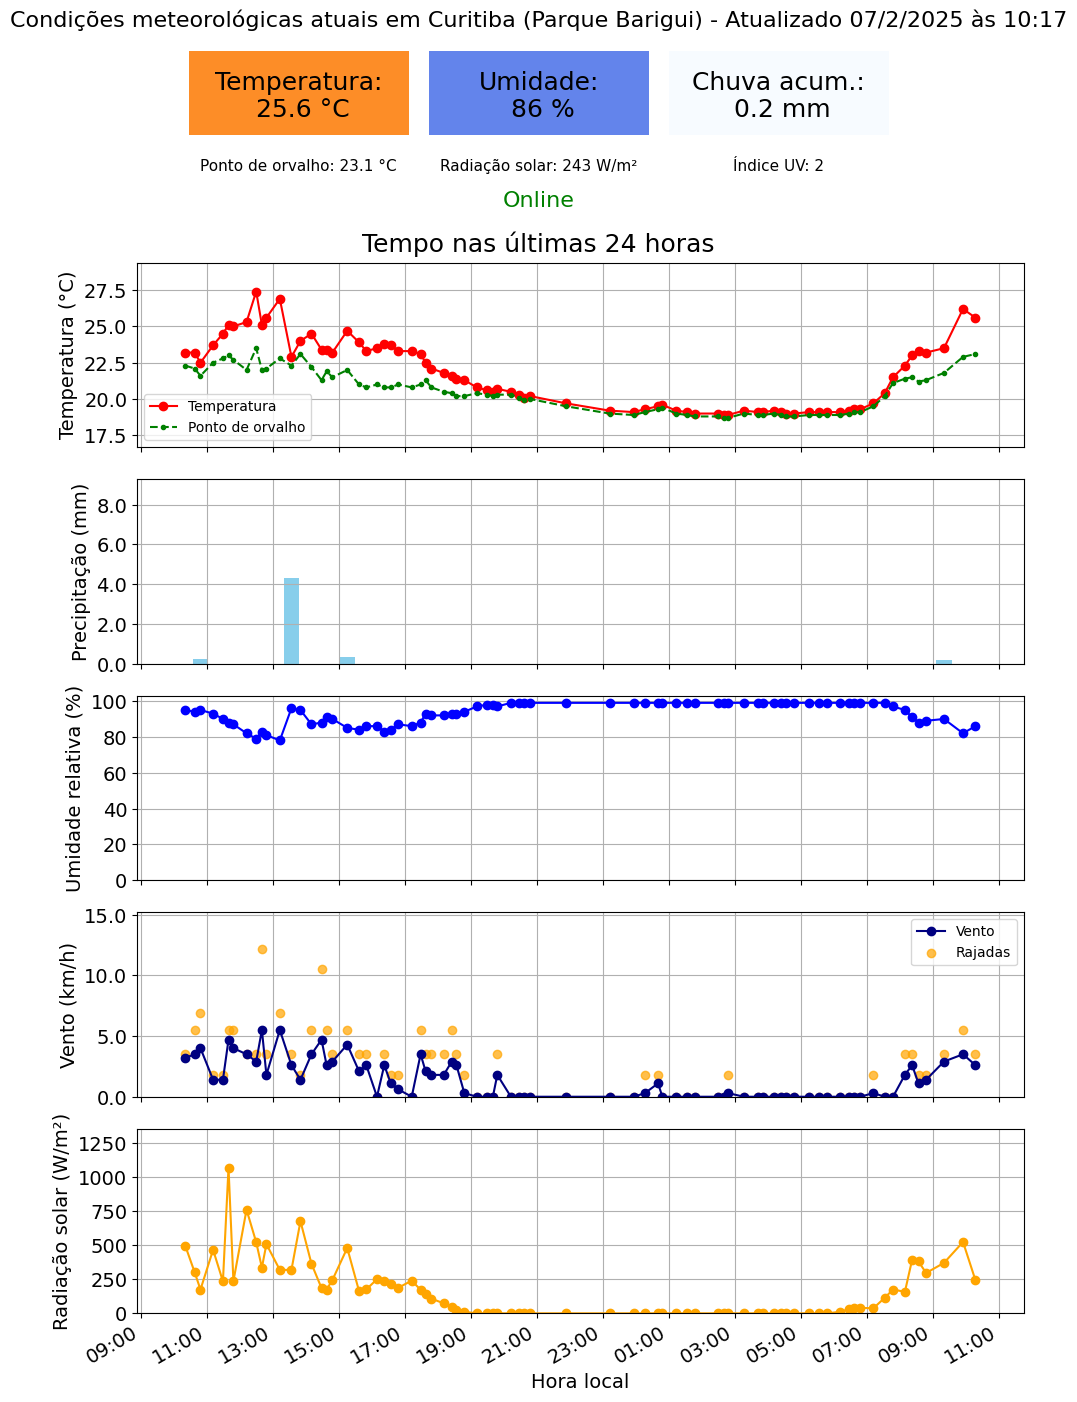 Condições meteorológicas atuais em Curitiba (Parque Barigui) - Atualizado 07/2/2025 às 10:17
Temperatura:
25.6 °C
Umidade:
86 %
Chuva acum.:
0.2 mm
Ponto de orvalho: 23.1 °C
Radiação solar: 243 W/m²
Índice UV: 2
Online
Tempo nas últimas 24 horas
Temperatura (°C)
27.5
25.0
22.5
20.0
17.5
Temperatura
Ponto de orvalho
Precipitação (mm)
8.0
6.0
4.0
2.0
0.0
Umidade relativa (%)
100
80
60
40
20
0
Vento (km/h)
15.0
10.0
5.0
0.0
Vento
Rajadas
Radiação solar (W/m²)
1250
1000
750
500
250
0
09:00
11:00
13:00
15:00
17:00
19:00
21:00
23:00
01:00
03:00
05:00
07:00
09:00
11:00
Hora local